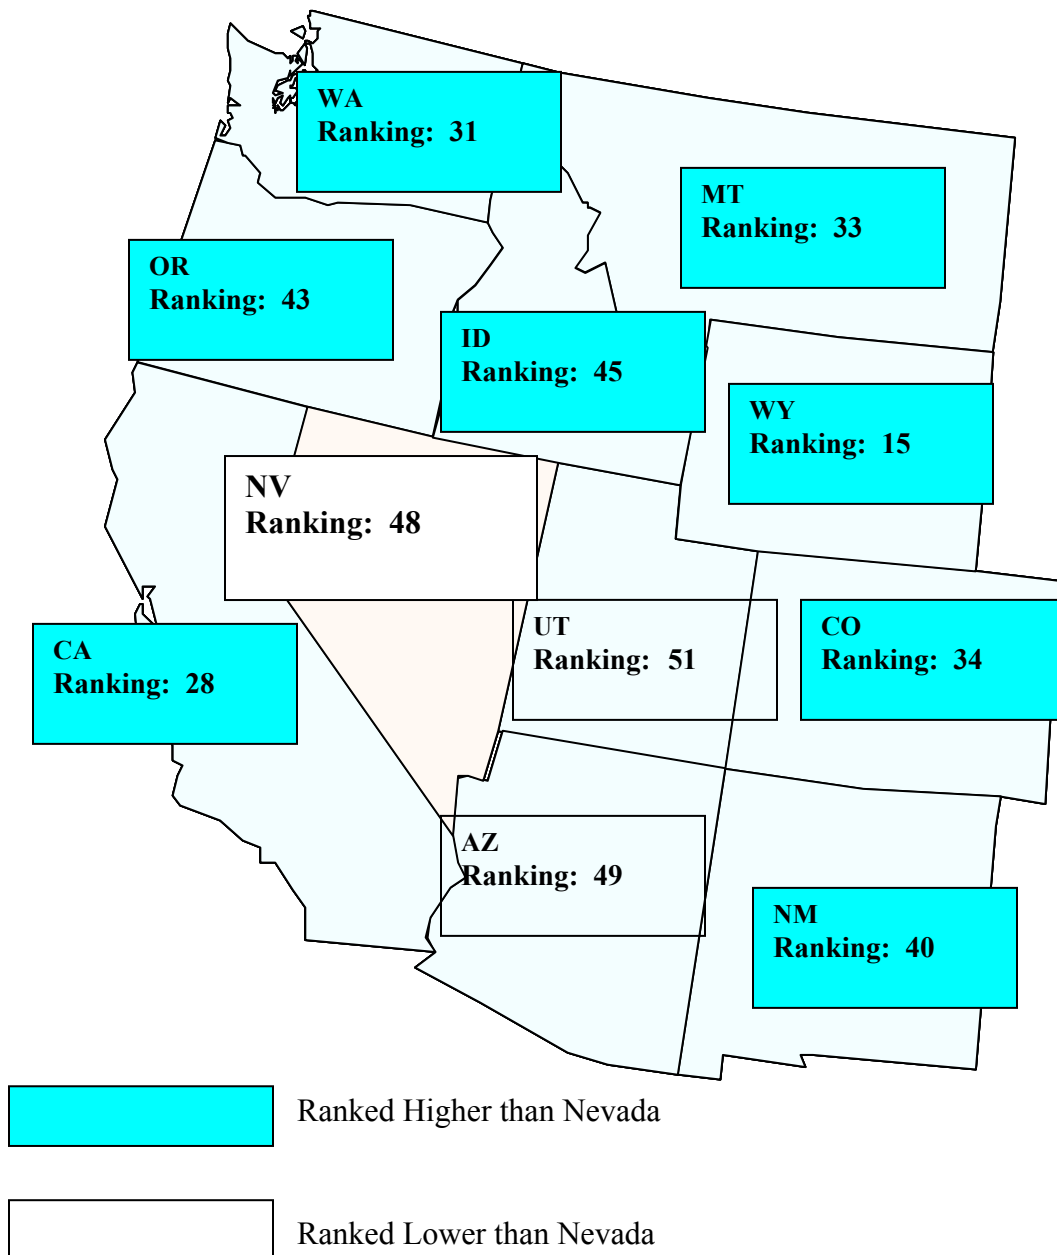 WA
Ranking: 31
MT
Ranking: 33
OR
Ranking: 43
ID
Ranking: 45
WY
Ranking: 15
NV
Ranking: 48
UT
Ranking: 51
CO
Ranking: 34
CA
Ranking: 28
AZ
Ranking: 49
NM
Ranking: 40
Ranked Higher than Nevada
Ranked Lower than Nevada